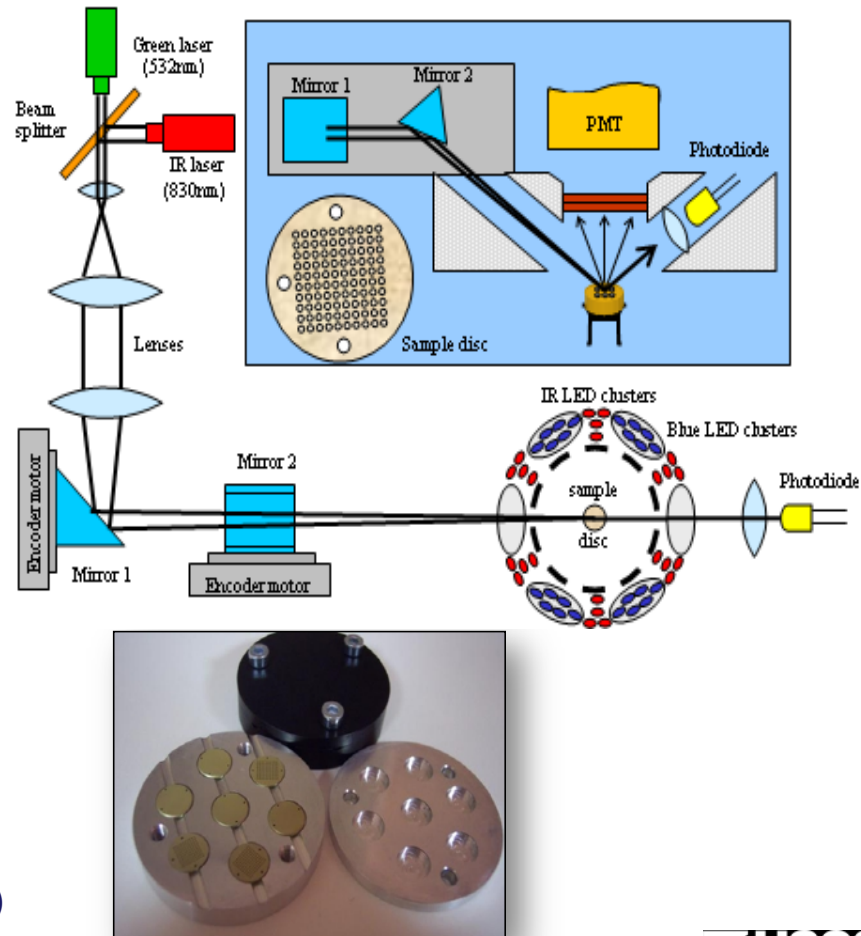 Green laser
(532nm)
Beam
splitter
IR laser
(830nm)
Lenses
Mirror 1
Mirror 2
PMT
Photodiode
Sample disc
IR LED clusters
Blue LED clusters
Mirror 2
sample
disc
Photodiode
Encoder motor
Mirror 1
Encoder motor
)